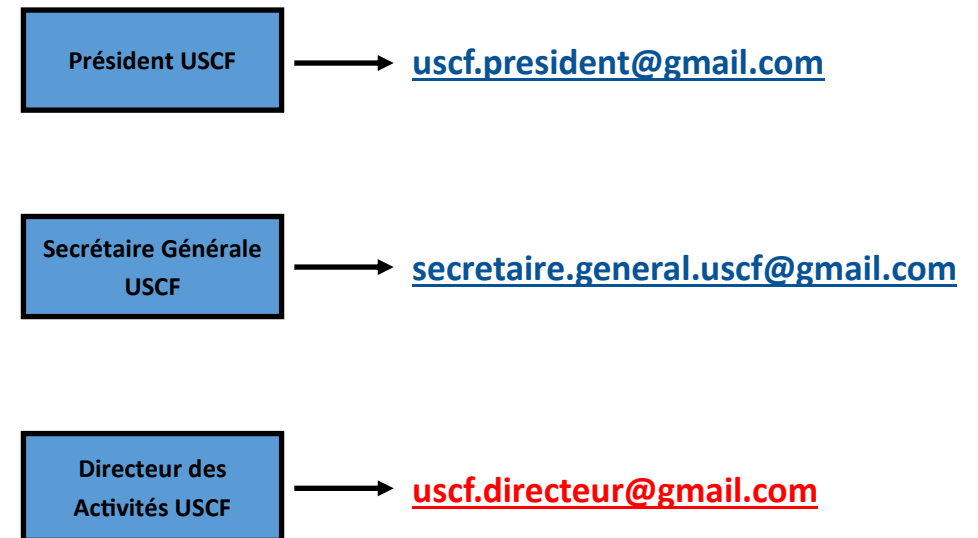 Président USCF
uscf.president@gmail.com
Secrétaire Générale
USCF
secretaire.general.uscf@gmail.com
Directeur des
Activités USCF
uscf.directeur@gmail.com